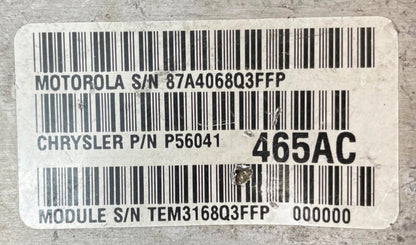 MOTOROLA S/N 87A4068Q3FFP
CHRYSLER P/N P56041 465AC
MODULE S/N TEM3168Q3FFP 000000